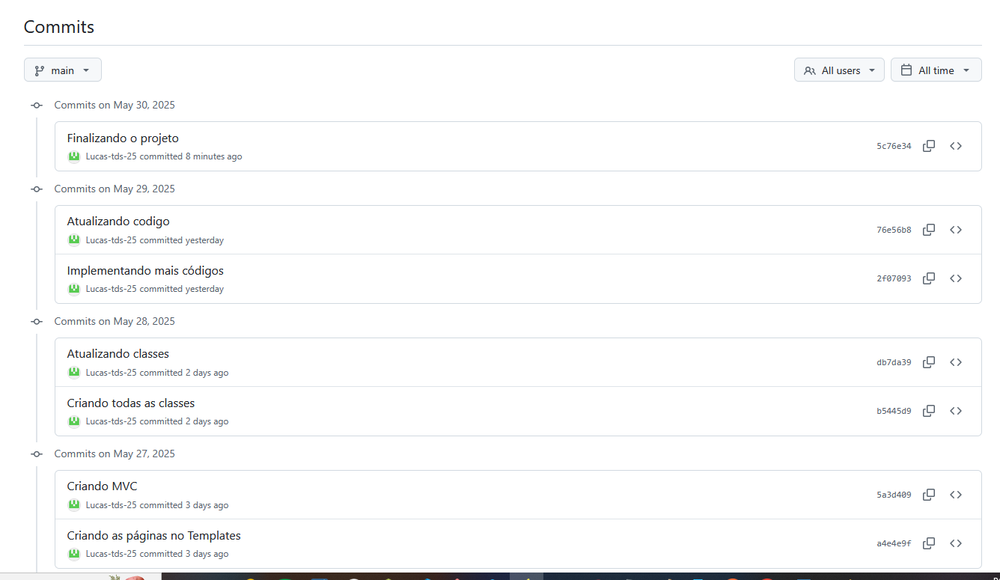 Commits
main
All users
All time
Commits on May 30, 2025
Finalizando o projeto
5c76e34
Lucas-tds-25 committed 8 minutes ago
Commits on May 29, 2025
Atualizando codigo
76e56b8
Lucas-tds-25 committed yesterday
Implementando mais códigos
2f07093
Lucas-tds-25 committed yesterday
Commits on May 28, 2025
Atualizando classes
db7da39
Lucas-tds-25 committed 2 days ago
Criando todas as classes
b5445d9
Lucas-tds-25 committed 2 days ago
Commits on May 27, 2025
Criando MVC
5a3d409
Lucas-tds-25 committed 3 days ago
Criando as páginas no Templates
a4e4e9f
Lucas-tds-25 committed 3 days ago